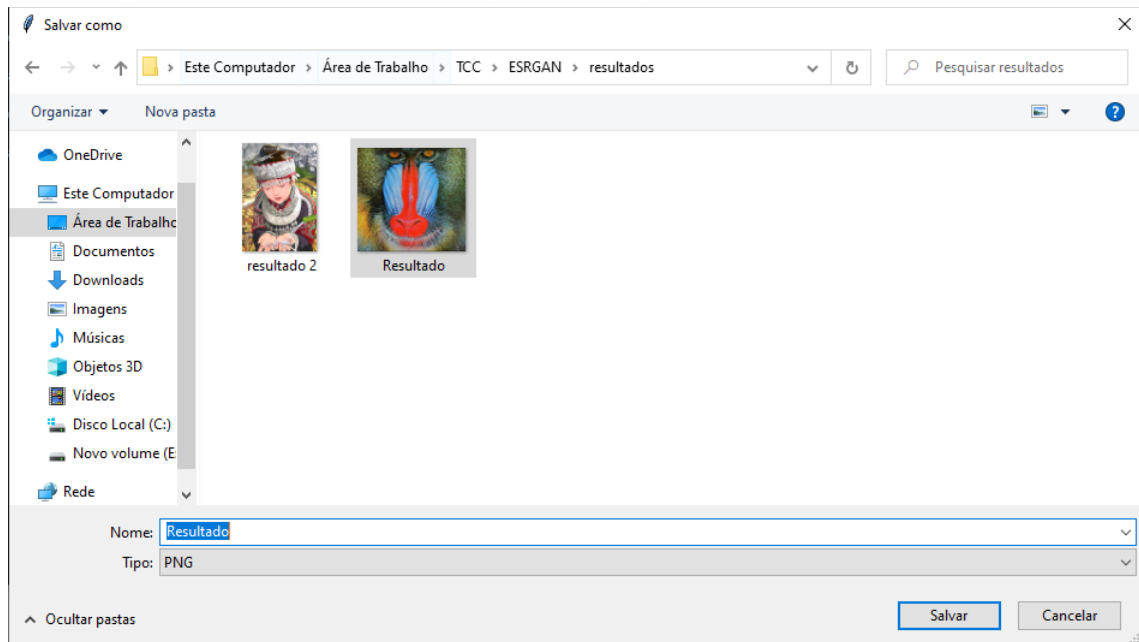 Salvar como
Este Computador > Área de Trabalho > TCC > ESRGAN > resultados
Pesquisar resultados
Organizar
Nova pasta
OneDrive
Este Computador
Área de Trabalho
Documentos
Downloads
Imagens
Músicas
Objetos 3D
Vídeos
Disco Local (C:)
Novo volume (E:
Rede
resultado 2
Resultado
Nome: Resultado
Tipo: PNG
Ocultar pastas
Salvar
Cancelar